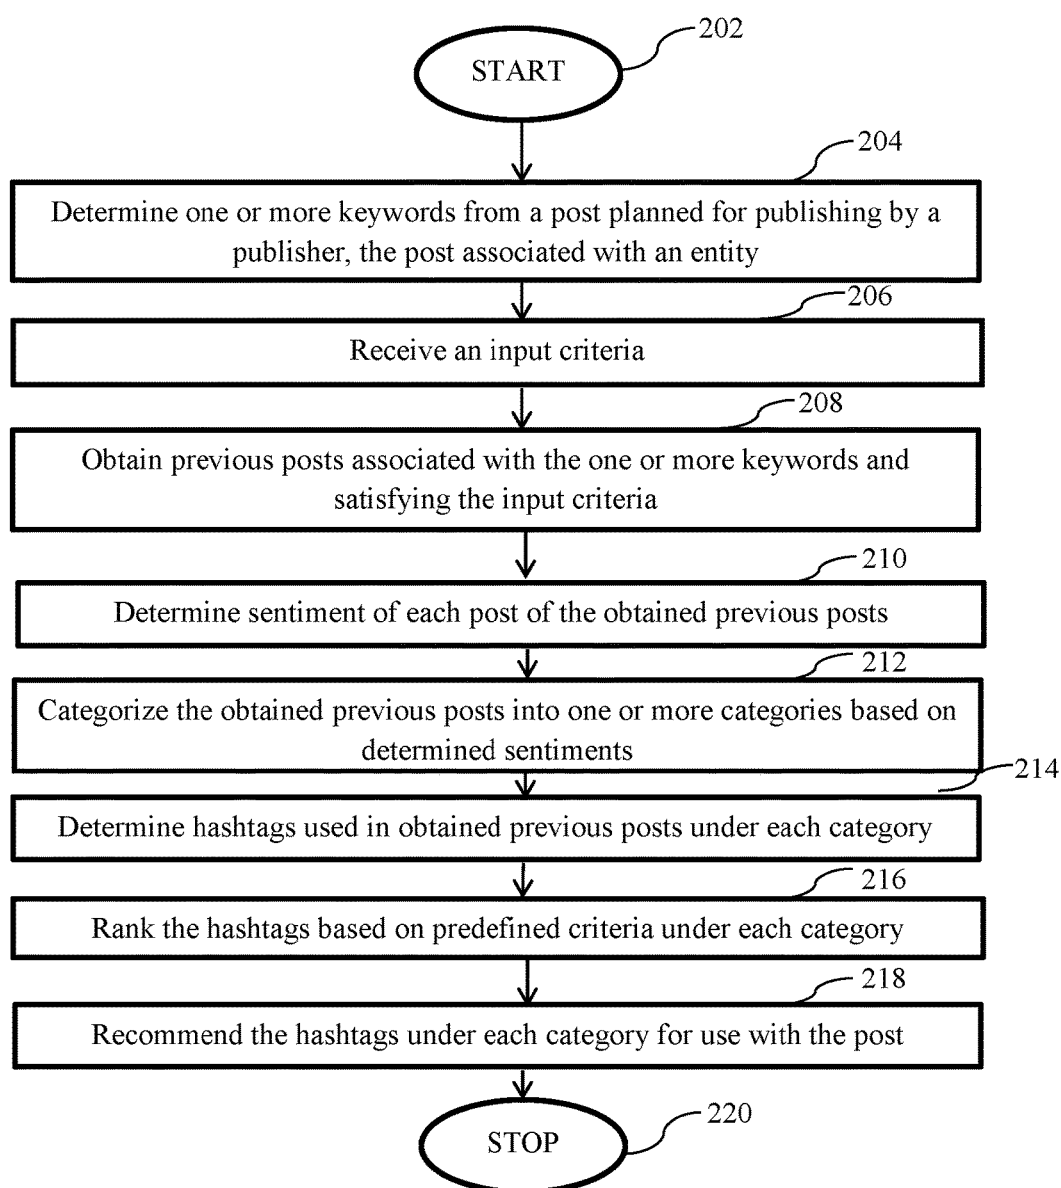 202
START
204
Determine one or more keywords from a post planned for publishing by a
publisher, the post associated with an entity
206
Receive an input criteria
208
Obtain previous posts associated with the one or more keywords and
satisfying the input criteria
210
Determine sentiment of each post of the obtained previous posts
212
Categorize the obtained previous posts into one or more categories based on
determined sentiments
214
Determine hashtags used in obtained previous posts under each category
216
Rank the hashtags based on predefined criteria under each category
218
Recommend the hashtags under each category for use with the post
220
STOP